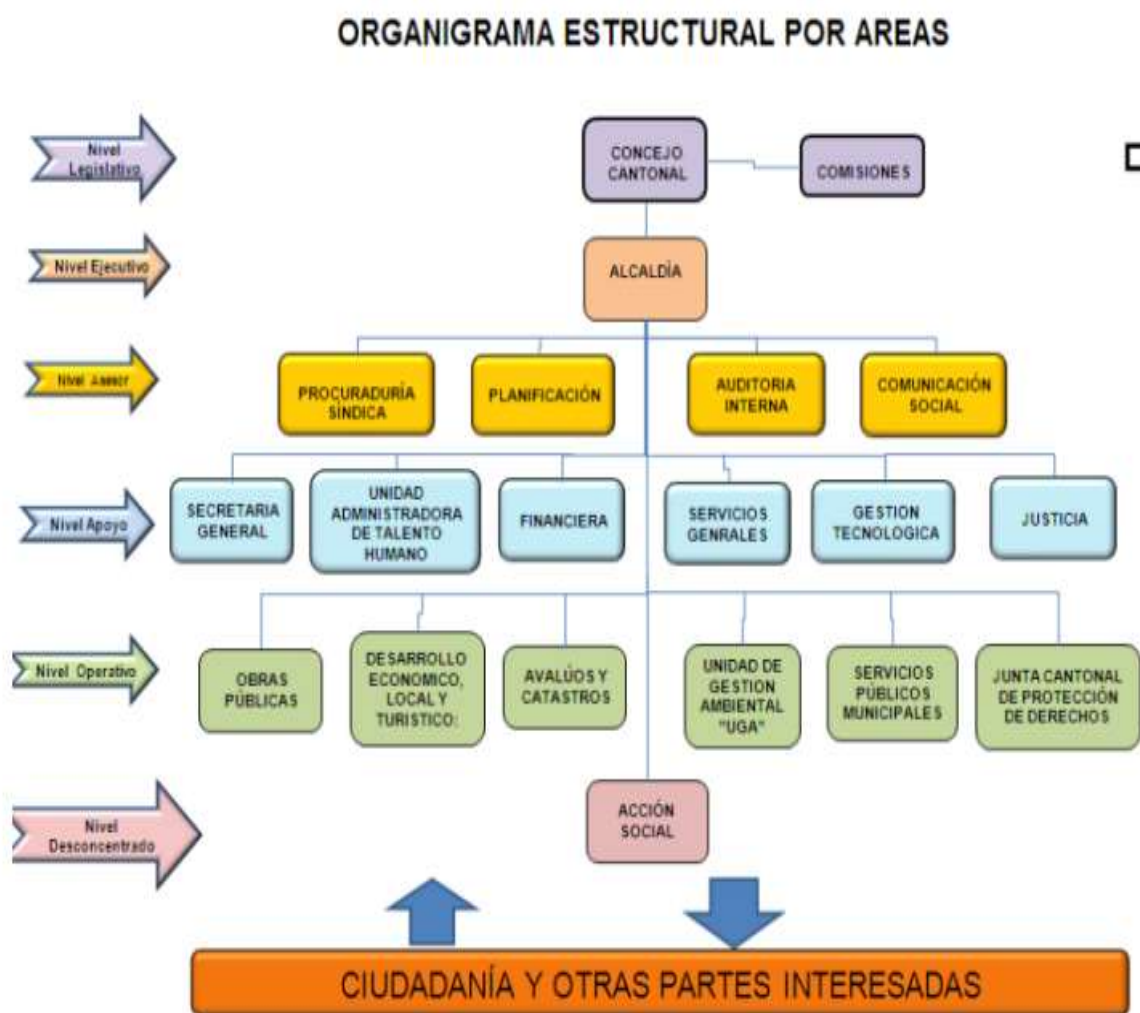 ORGANIGRAMA ESTRUCTURAL POR AREAS
Nivel
Legislativo
CONCEJO
CANTONAL
COMISIONES
Nivel Ejecutivo
ALCALDÍA
Nivel Asesor
PROCURADURÍA
SÍNDICA
PLANIFICACIÓN
AUDITORIA
INTERNA
COMUNICACIÓN
SOCIAL
Nivel Apoyo
SECRETARIA
GENERAL
UNIDAD
ADMINISTRADORA
DE TALENTO
HUMANO
FINANCIERA
SERVICIOS
GENRALES
GESTION
TECNOLOGICA
JUSTICIA
Nivel Operativo
OBRAS
PÚBLICAS
DESARROLLO
ECONOMICO,
LOCAL Y
TURISTICO:
AVALÚOS Y
CATASTROS
UNIDAD DE
GESTION
AMBIENTAL
"UGA"
SERVICIOS
PÚBLICOS
MUNICIPALES
JUNTA CANTONAL
DE PROTECCIÓN
DE DERECHOS
Nivel
Desconcentrado
ACCIÓN
SOCIAL
CIUDADANÍA Y OTRAS PARTES INTERESADAS